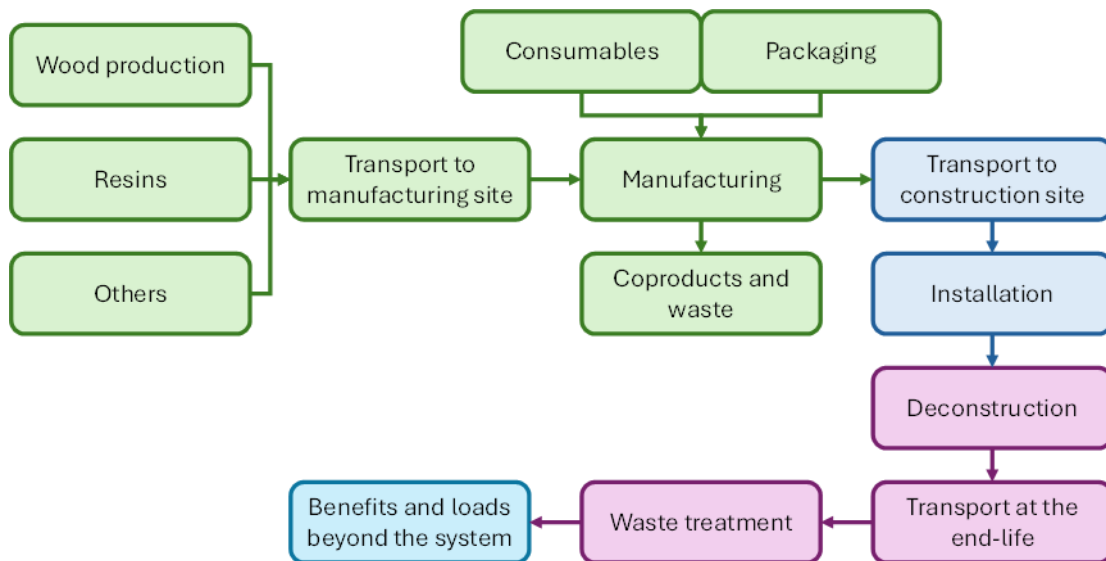 Consumables
Packaging
Wood production
Resins
Transport to
manufacturing site
Manufacturing
Transport to
construction site
Others
Coproducts and
waste
Installation
Deconstruction
Benefits and loads
beyond the system
Waste treatment
Transport at the
end-life